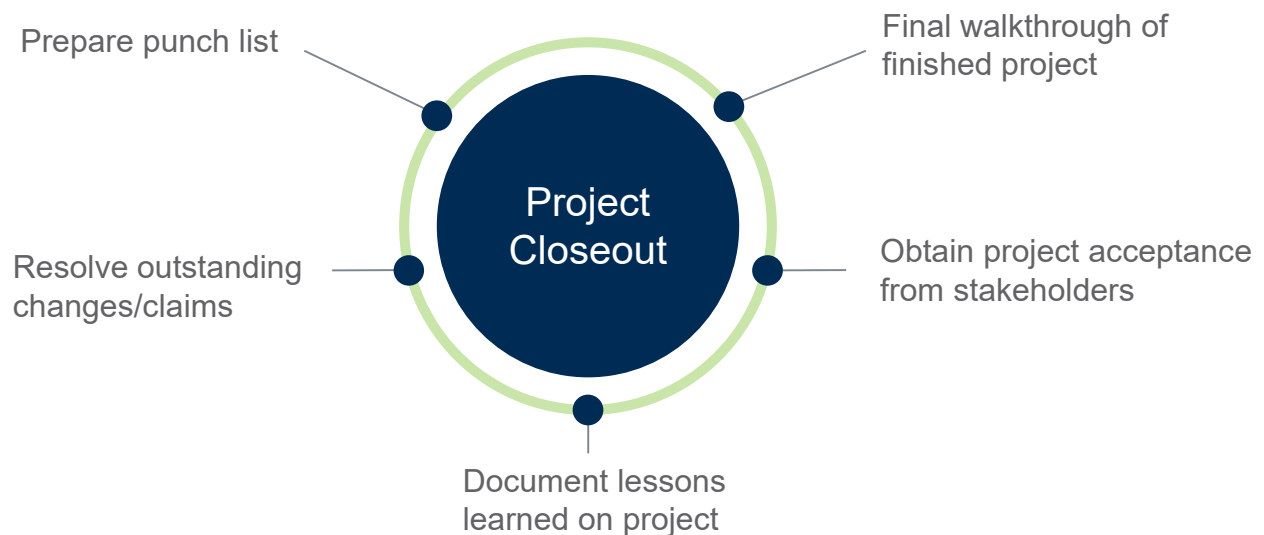 Prepare punch list
Final walkthrough of
finished project
Project
Closeout
Resolve outstanding
changes/claims
Obtain project acceptance
from stakeholders
Document lessons
learned on project